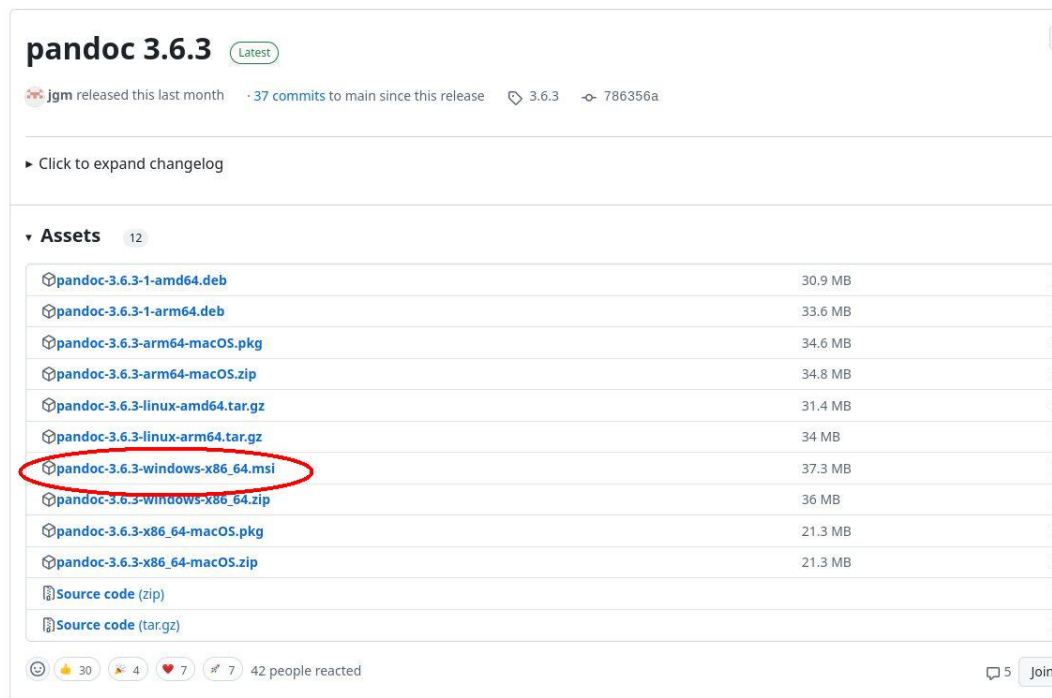 pandoc 3.6.3 Latest
jgm released this last month · 37 commits to main since this release 3.6.3 786356a
Click to expand changelog
Assets 12
pandoc-3.6.3-1-amd64.deb 30.9 MB
pandoc-3.6.3-1-arm64.deb 33.6 MB
pandoc-3.6.3-arm64-macOS.pkg 34.6 MB
pandoc-3.6.3-arm64-macOS.zip 34.8 MB
pandoc-3.6.3-linux-amd64.tar.gz 31.4 MB
pandoc-3.6.3-linux-arm64.tar.gz 34 MB
pandoc-3.6.3-windows-x86_64.msi 37.3 MB
pandoc-3.6.3-windows-x86_64.zip 36 MB
pandoc-3.6.3-x86_64-macOS.pkg 21.3 MB
pandoc-3.6.3-x86_64-macOS.zip 21.3 MB
Source code (zip)
Source code (tar.gz)
30 4 7 7 42 people reacted 5 Join